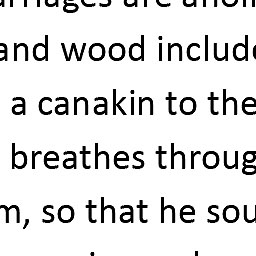 and wood include
a canakin to the
breathes throug
m, so that he sou